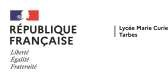 RÉPUBLIQUE
FRANÇAISE
Liberté
Égalité
Fraternité
Lycée Marie Curie
Tarbes